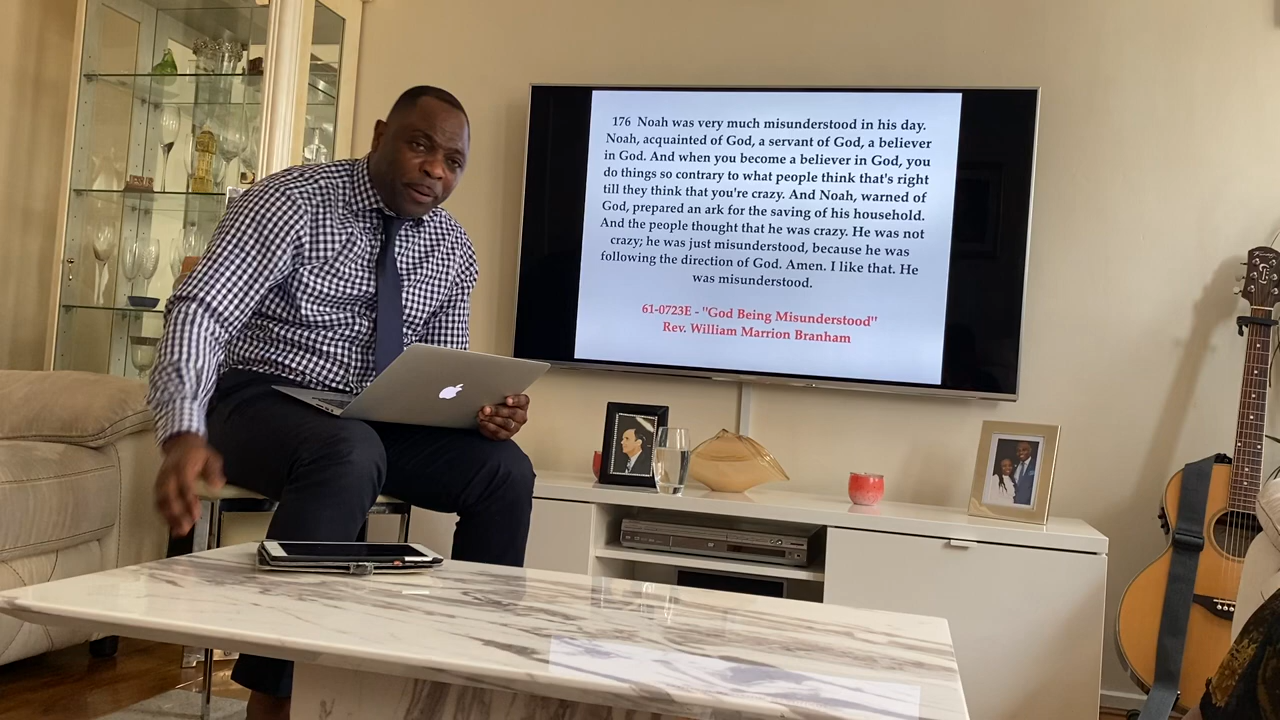 176 Noah was very much misunderstood in his day.
Noah, acquainted of God, a servant of God, a believer
in God. And when you become a believer in God, you
do things so contrary to what people think that's right
till they think that you're crazy. And Noah, warned of
God, prepared an ark for the saving of his household.
And the people thought that he was crazy. He was not
crazy; he was just misunderstood, because he was
following the direction of God. Amen. I like that. He
was misunderstood.
61-0723E - "God Being Misunderstood"
Rev. William Marrion Branham